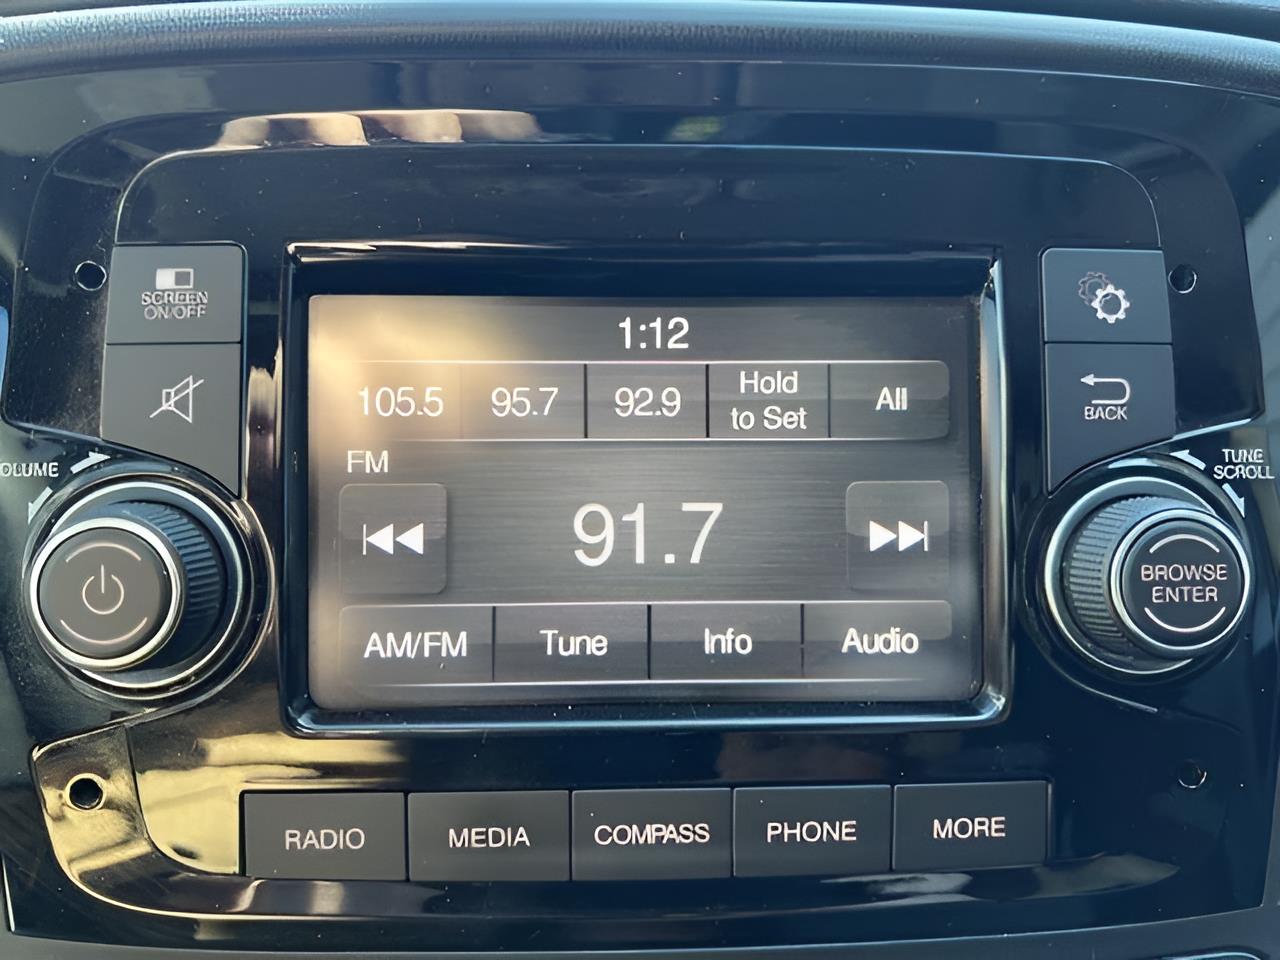 SCREEN
ON/OFF
1:12
105.5 95.7 92.9 Hold
to Set All
BACK
FM
VOLUME
TUNE
SCROLL
91.7
BROWSE
ENTER
AM/FM Tune Info Audio
RADIO MEDIA COMPASS PHONE MORE